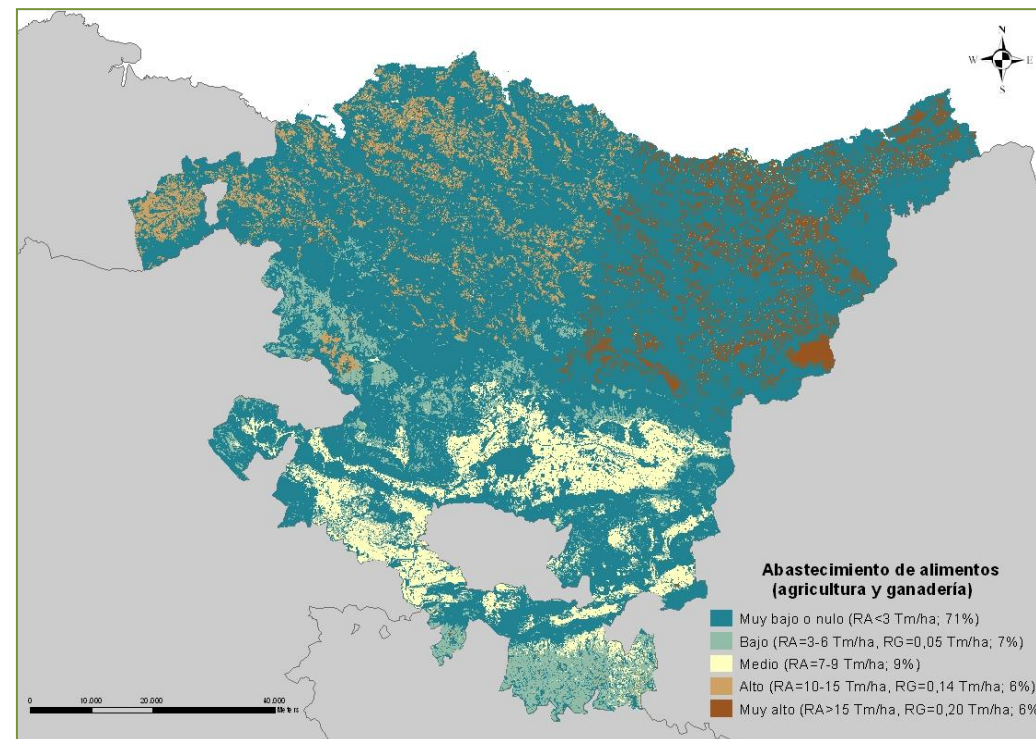 N
W E
S
Abastecimiento de alimentos
(agricultura y ganadería)
Muy bajo o nulo (RA<3 Tm/ha; 71%)
Bajo (RA=3-6 Tm/ha, RG=0,05 Tm/ha; 7%)
Medio (RA=7-9 Tm/ha; 9%)
Alto (RA=10-15 Tm/ha, RG=0,14 Tm/ha; 6%)
Muy alto (RA>15 Tm/ha, RG=0,20 Tm/ha; 6%
0 10.000 20.000 40.000
Meters